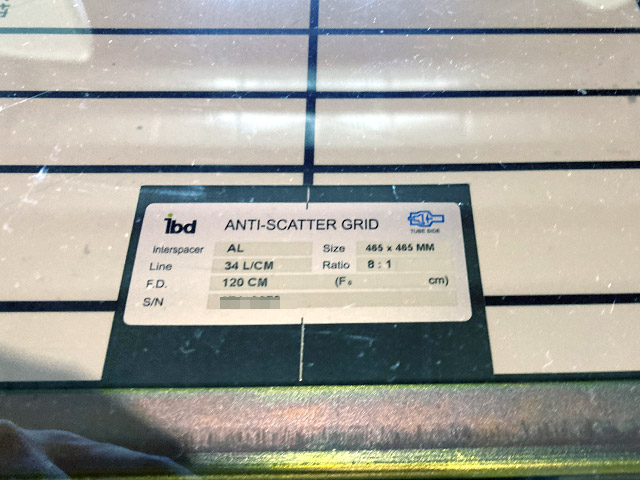 ibd ANTI-SCATTER GRID
TUBE SIDE
Interspacer AL Size 465 x 465 MM
Line 34 L/CM Ratio 8 : 1
F.D. 120 CM (F₀ cm)
S/N